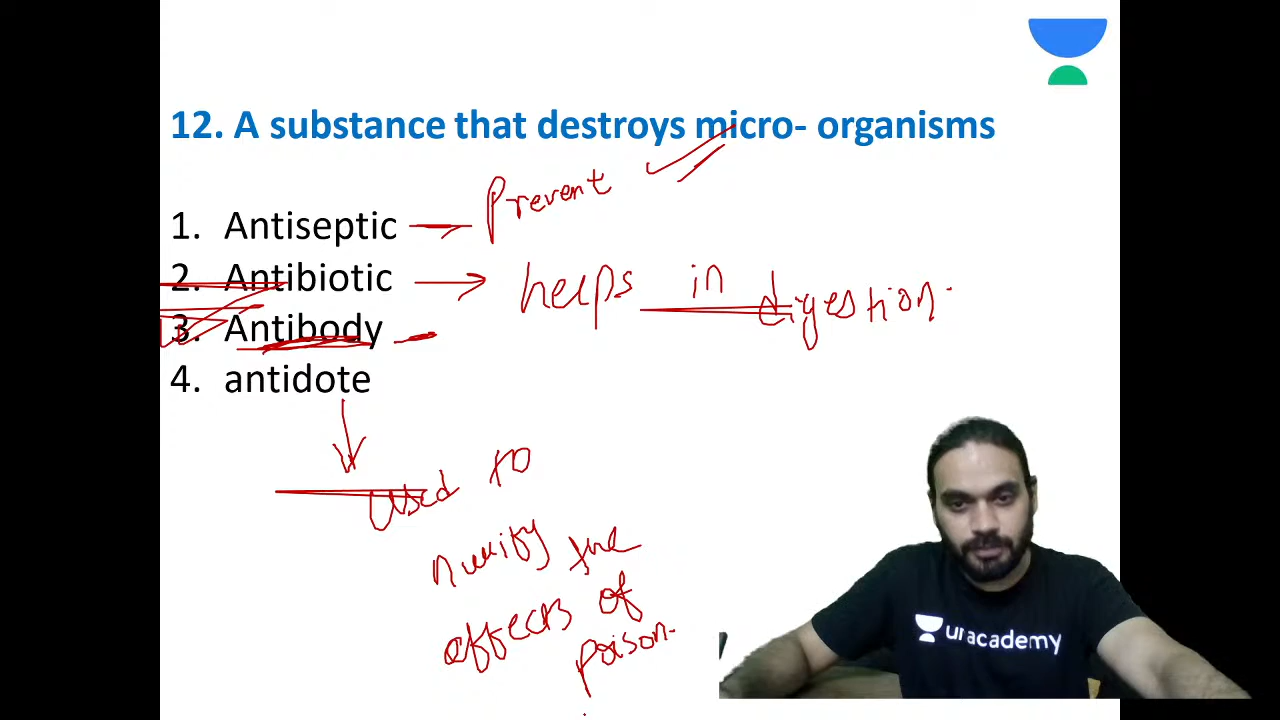 12. A substance that destroys micro- organisms
1. Antiseptic Prevent
2. Antibiotic helps in digestion.
3. Antibody
4. antidote
used to
nullify the
effects of
poison.
unacademy